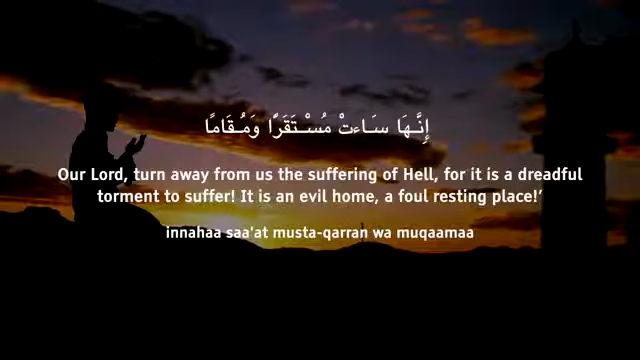 إِنَّهَا سَاءتْ مُسْتَقَرًّا وَمُقَامًا
Our Lord, turn away from us the suffering of Hell, for it is a dreadful
torment to suffer! It is an evil home, a foul resting place!’
innahaa saa’at musta-qarran wa muqaamaa